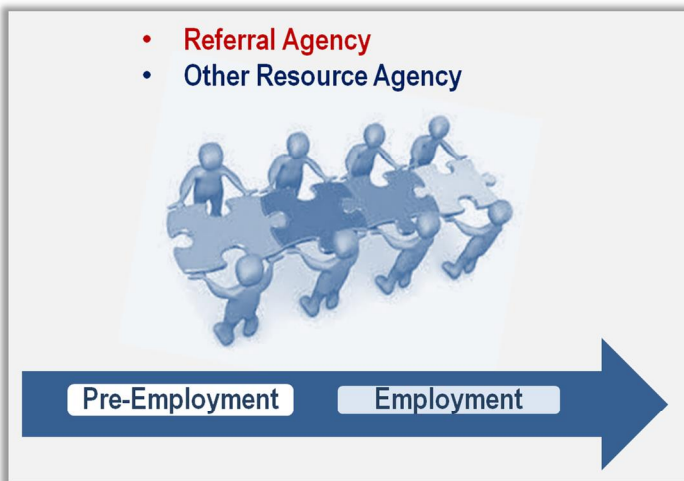 • Referral Agency
• Other Resource Agency
Pre-Employment
Employment